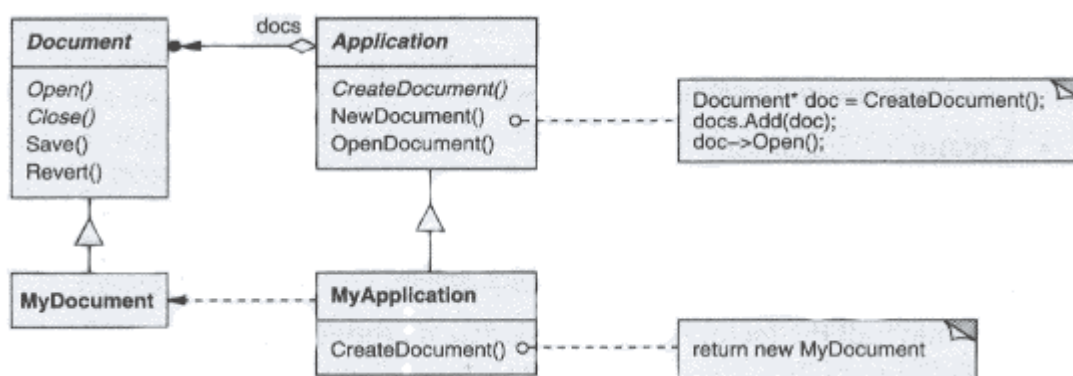 docs
Document
Open()
Close()
Save()
Revert()
Application
CreateDocument()
NewDocument()
OpenDocument()
Document* doc = CreateDocument();
docs.Add(doc);
doc->Open();
MyDocument
MyApplication
CreateDocument()
return new MyDocument